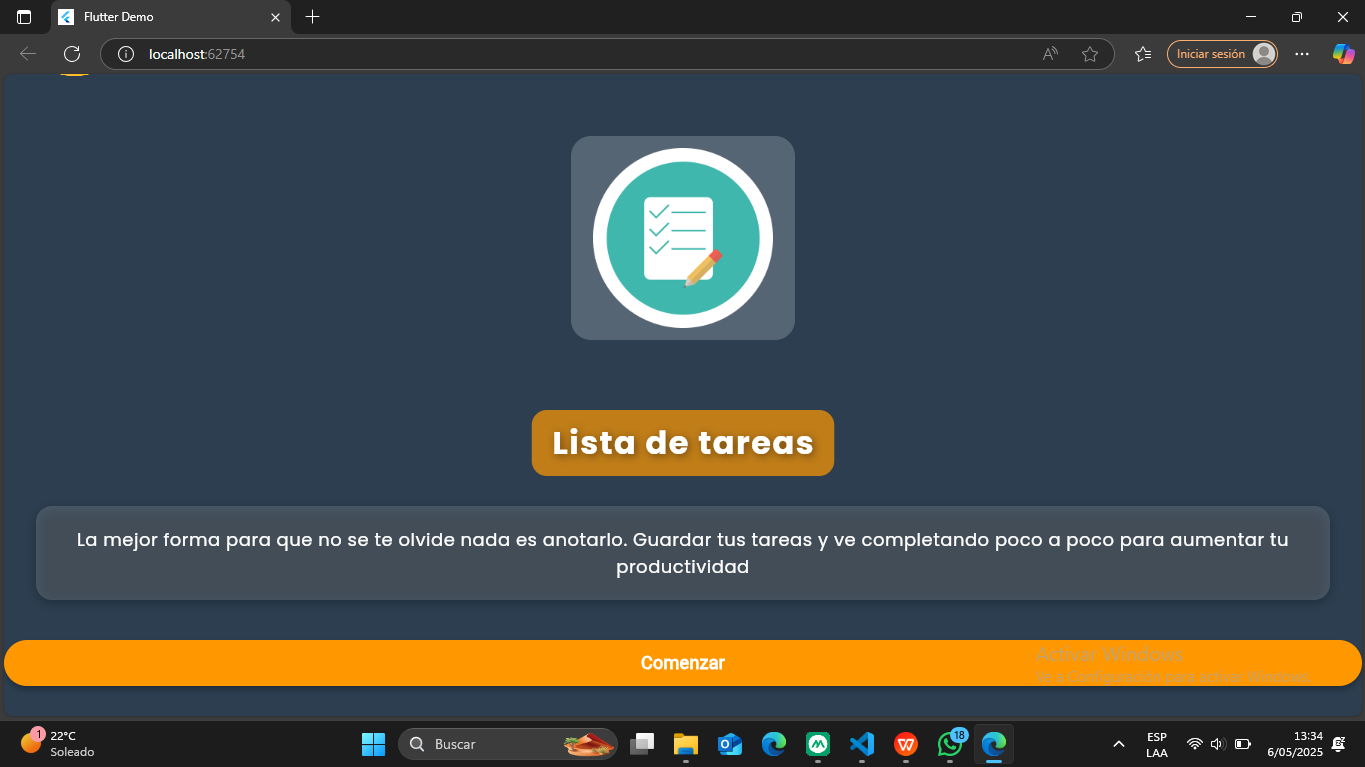 Flutter Demo
localhost:62754
Iniciar sesión
Lista de tareas
La mejor forma para que no se te olvide nada es anotarlo. Guardar tus tareas y ve completando poco a poco para aumentar tu
productividad
Comenzar
Activar Windows
Ve a Configuración para activar Windows.
1
22°C
Soleado
Buscar
18
ESP
LAA
13:34
6/05/2025